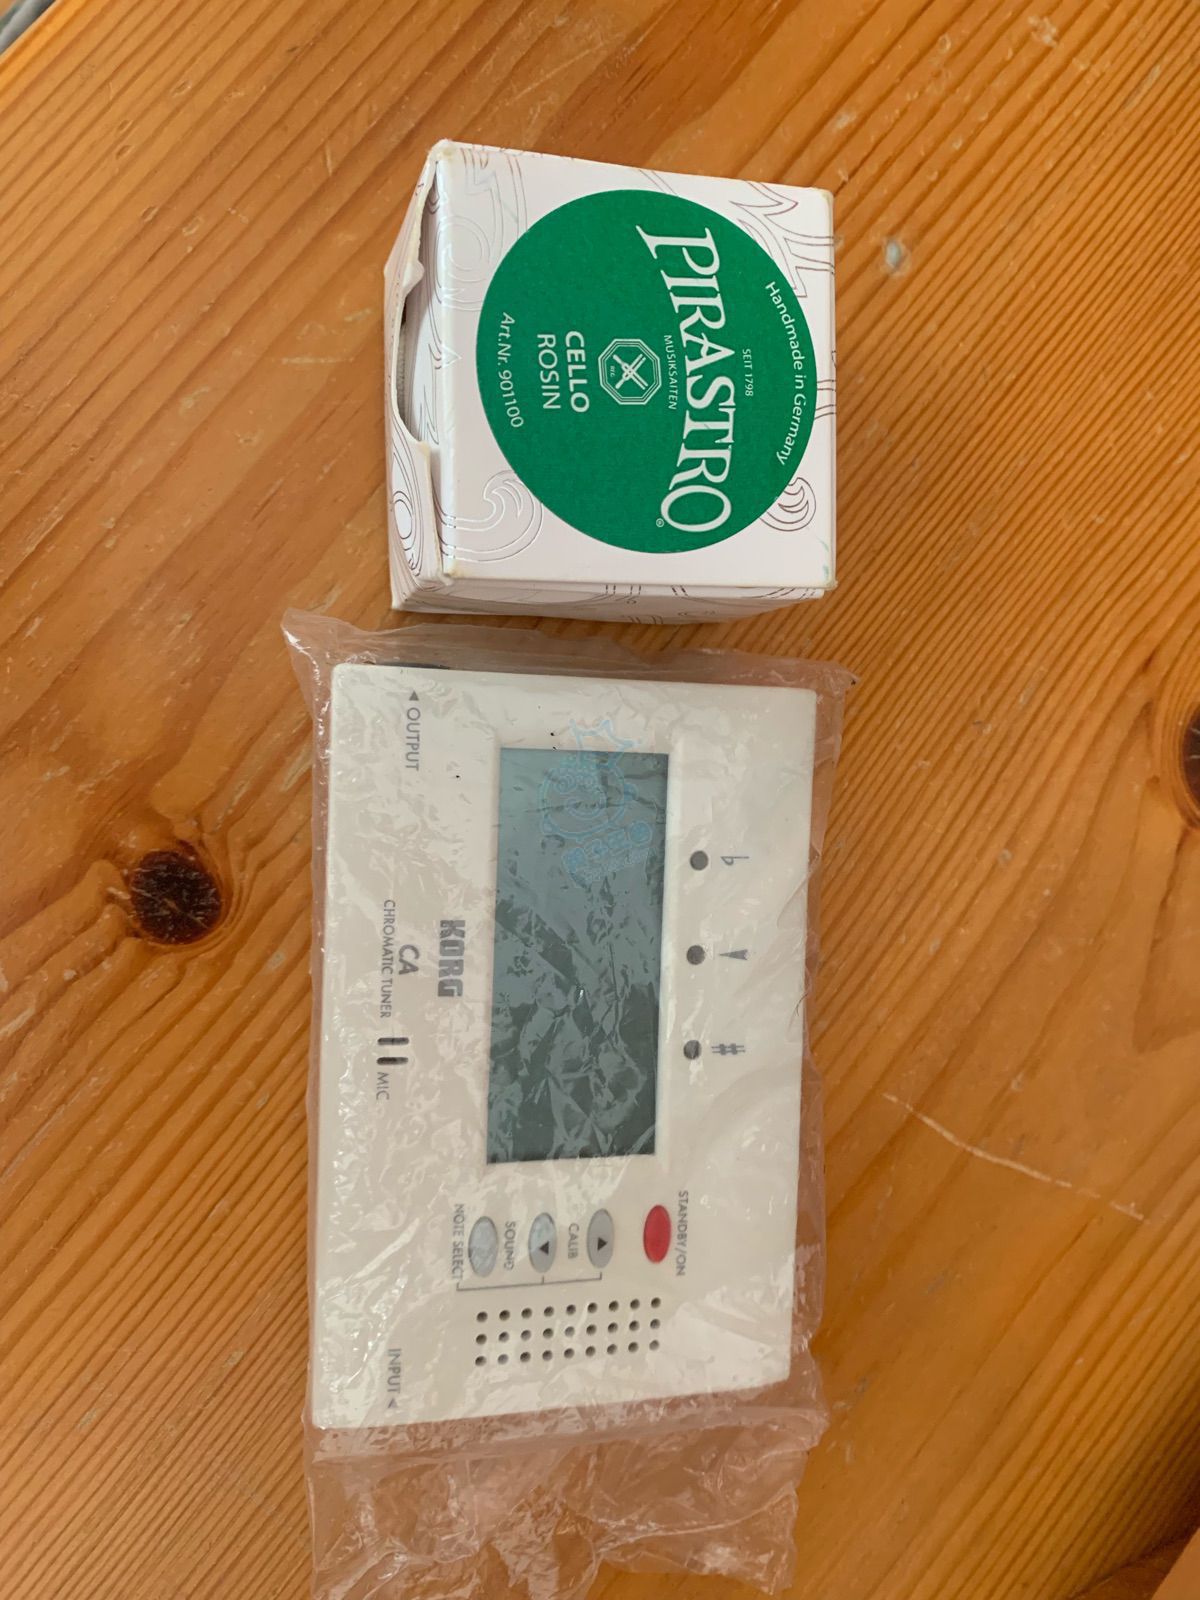 Handmade in Germany
SEIT 1798
PIRASTRO®
MUSIKSAITEN
CELLO
ROSIN
Art.Nr. 901100
♭ ▼ #
STANDBY/ON
▲
CALIB
▼
SOUND
NOTE SELECT
KORG
CA
CHROMATIC TUNER
MIC
◀ OUTPUT
INPUT ◀